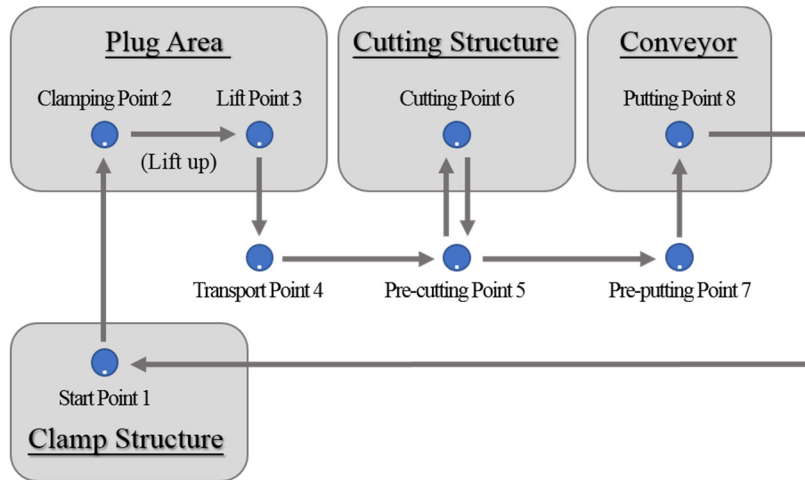 Plug Area
Cutting Structure
Conveyor
Clamping Point 2
Lift Point 3
Cutting Point 6
Putting Point 8
(Lift up)
Transport Point 4
Pre-cutting Point 5
Pre-putting Point 7
Start Point 1
Clamp Structure